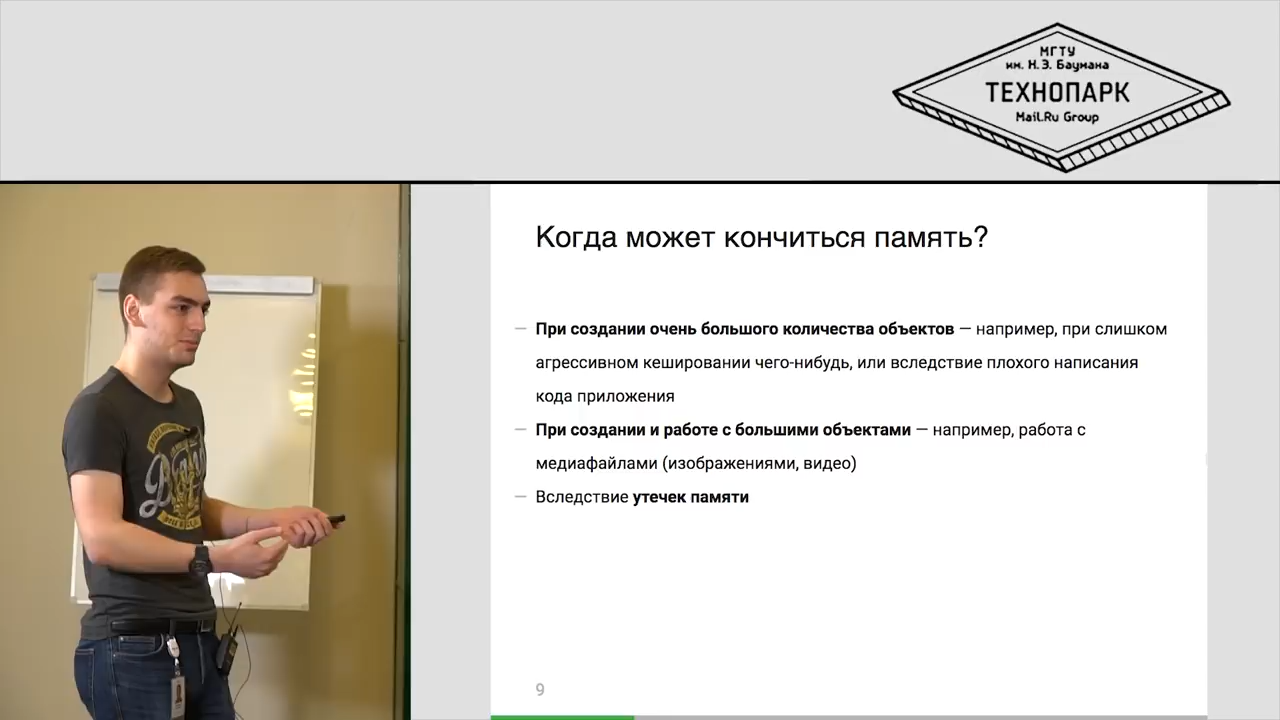 МГТУ
им. Н.Э. Баумана
ТЕХНОПАРК
Mail.Ru Group
Когда может кончиться память?
— При создании очень большого количества объектов — например, при слишком
агрессивном кешировании чего-нибудь, или вследствие плохого написания
кода приложения
— При создании и работе с большими объектами — например, работа с
медиафайлами (изображениями, видео)
— Вследствие утечек памяти
9